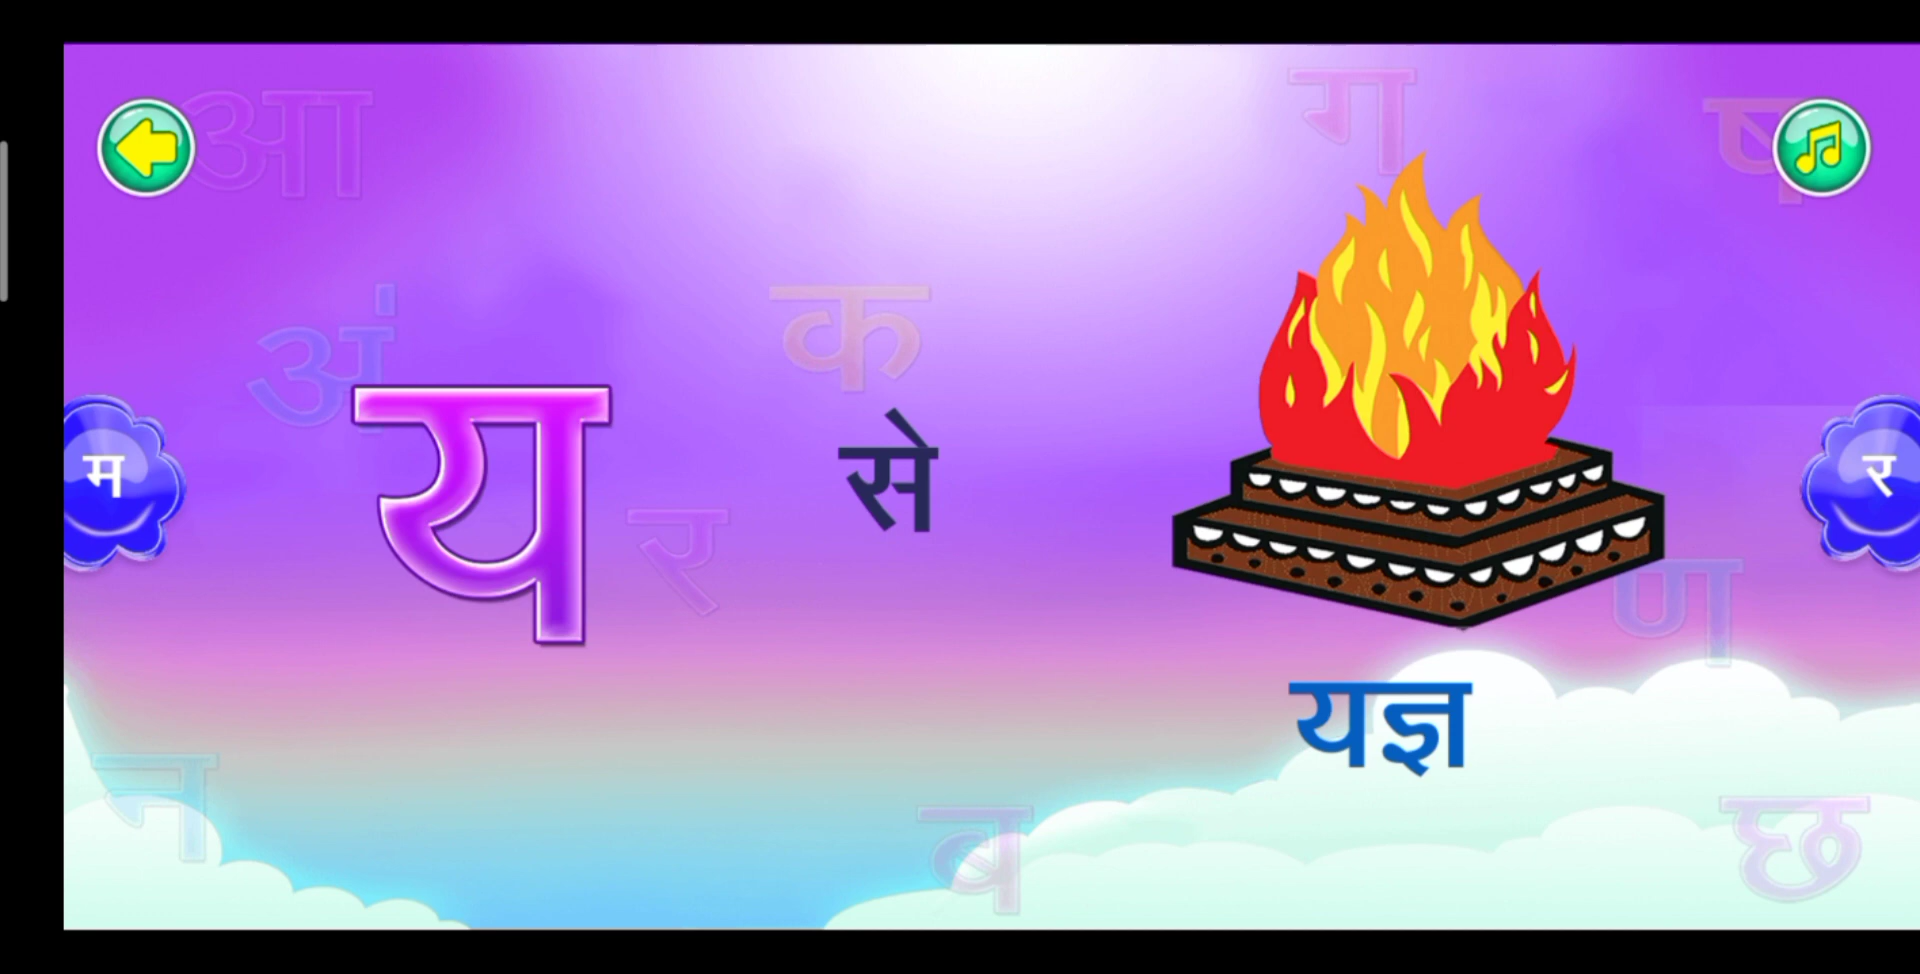 आ
ग
ष
अं
क
म
य
से
र
र
ण
यज्ञ
न
ब
छ